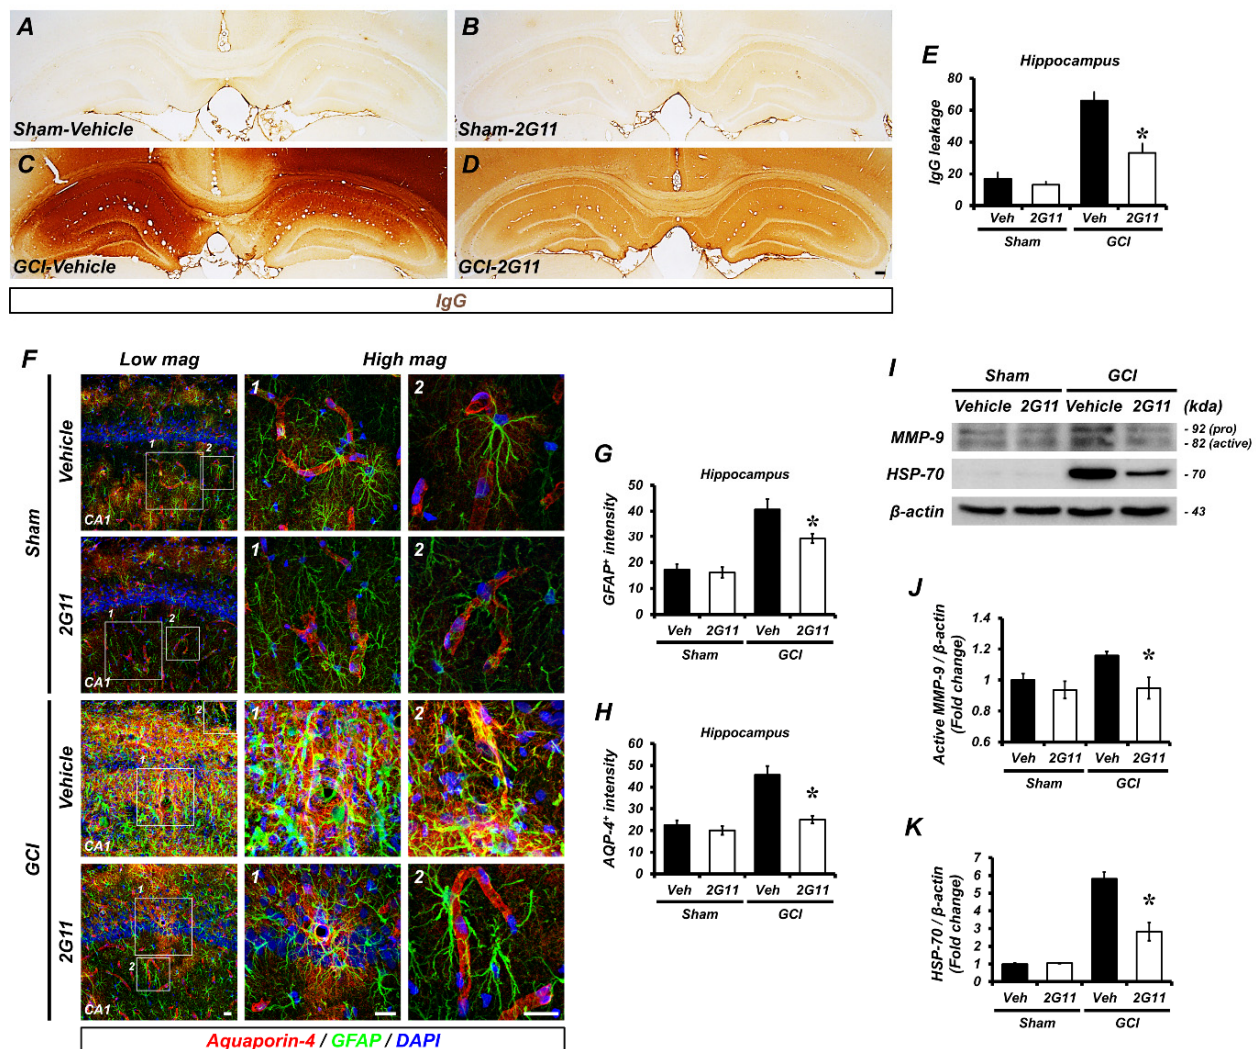 A
Sham-Vehicle
B
Sham-2G11
C
GCI-Vehicle
D
GCI-2G11
IgG
E
Hippocampus
IgG leakage
80
60
40
20
0
Veh 2G11 Veh 2G11
Sham GCI
F
Low mag High mag
Sham
Vehicle
1
2
CA1
1
2
2G11
1
2
CA1
1
2
GCI
Vehicle
2
1
CA1
1
2
2G11
1
2
CA1
1
2
Aquaporin-4 / GFAP / DAPI
G
Hippocampus
GFAP⁺ intensity
50
40
30
20
10
0
*
Veh 2G11 Veh 2G11
Sham GCI
H
Hippocampus
AQP-4⁺ intensity
60
50
40
30
20
10
0
*
Veh 2G11 Veh 2G11
Sham GCI
I
Sham GCI
Vehicle 2G11 Vehicle 2G11 (kda)
MMP-9 - 92 (pro)
- 82 (active)
HSP-70 - 70
β-actin - 43
J
Active MMP-9 / β-actin
(Fold change)
1.4
1.2
1
0.8
0.6
*
Veh 2G11 Veh 2G11
Sham GCI
K
HSP-70 / β-actin
(Fold change)
7
6
5
4
3
2
1
0
*
Veh 2G11 Veh 2G11
Sham GCI